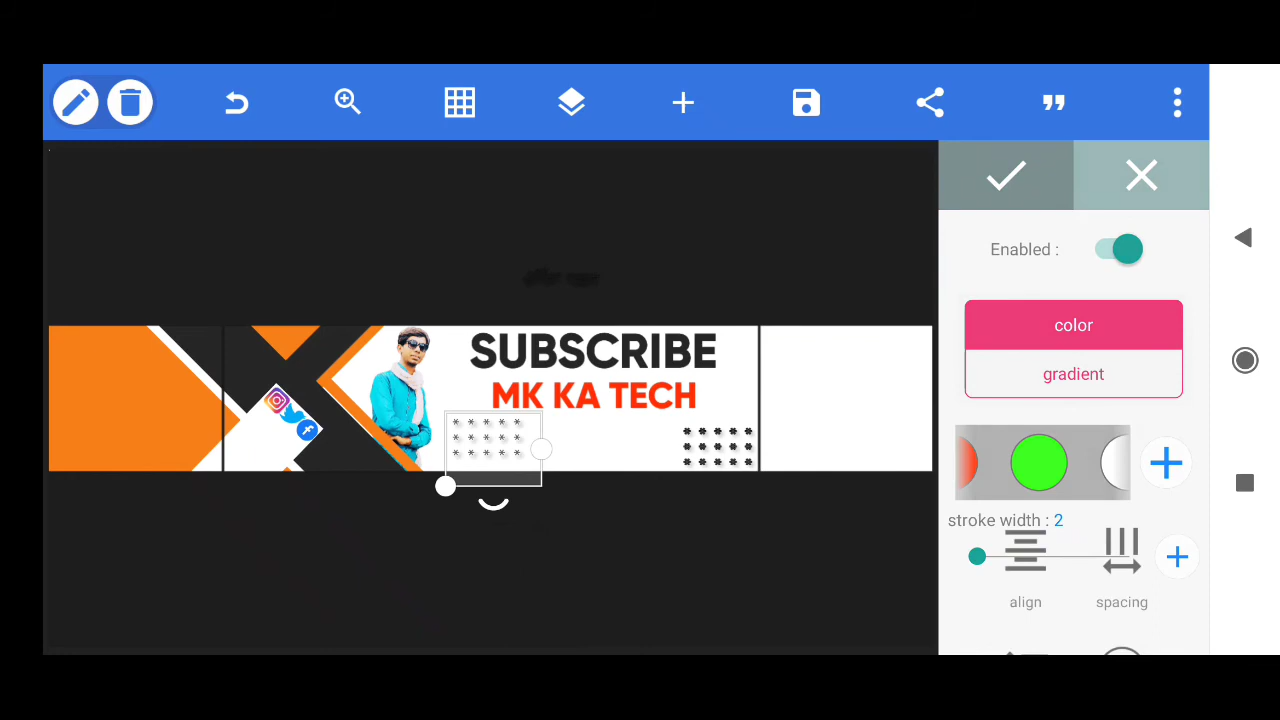 Enabled :
color
gradient
SUBSCRIBE
MK KA TECH
* * * * *
* * * * *
* * * * *
* * * * *
* * * * *
* * * * *
stroke width : 2
align
spacing